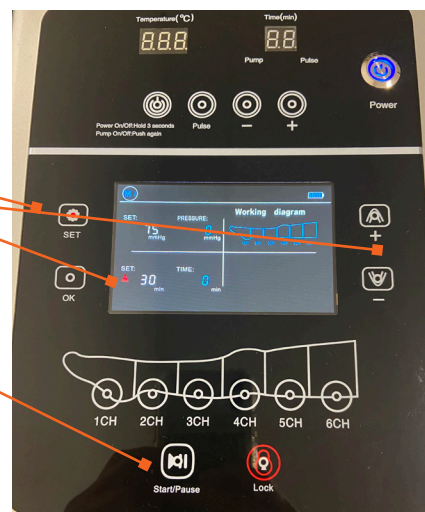 Temperature(℃)
Time(min)
8.8.8.
8.8.
Pump
Pulse
Power
Power On/Off:Hold 3 seconds
Pump On/Off:Push again
Pulse
−
+
SET
OK
SET:
15
mmHg
PRESSURE:
0
mmHg
Working diagram
SET:
30
min
TIME:
0
min
+
−
1CH
2CH
3CH
4CH
5CH
6CH
Start/Pause
Lock